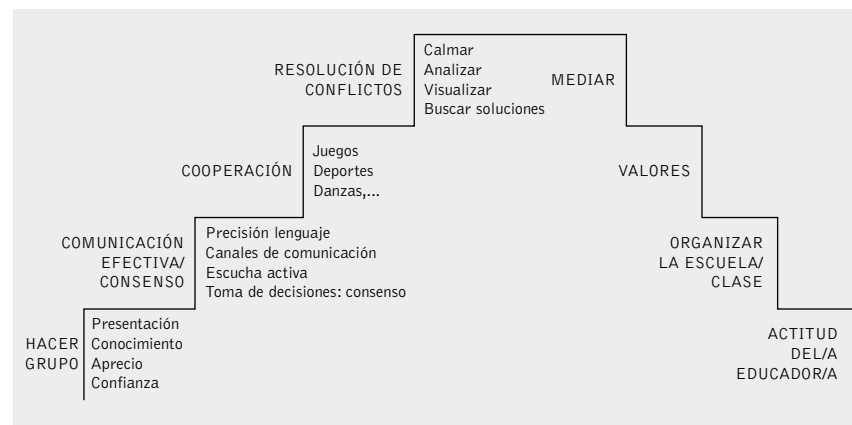 RESOLUCIÓN DE
CONFLICTOS
Calmar
Analizar
Visualizar
Buscar soluciones
MEDIAR
COOPERACIÓN
Juegos
Deportes
Danzas,...
VALORES
COMUNICACIÓN
EFECTIVA/
CONSENSO
Precisión lenguaje
Canales de comunicación
Escucha activa
Toma de decisiones: consenso
ORGANIZAR
LA ESCUELA/
CLASE
HACER
GRUPO
Presentación
Conocimiento
Aprecio
Confianza
ACTITUD
DEL/A
EDUCADOR/A